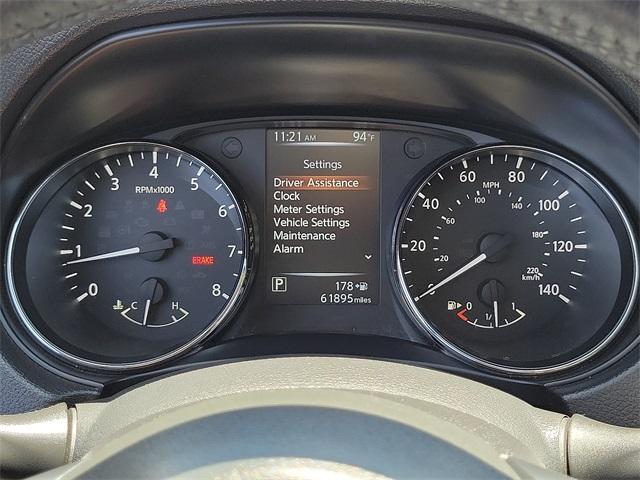 11:21 AM 94°F
Settings
Driver Assistance
Clock
Meter Settings
Vehicle Settings
Maintenance
Alarm
P 178
61895 miles
RPMx1000
0 1 2 3 4 5 6 7 8
BRAKE
C H
MPH
20 40 60 80 100 120 140
20 60 100 140 180 220
km/h
0 1/ 1